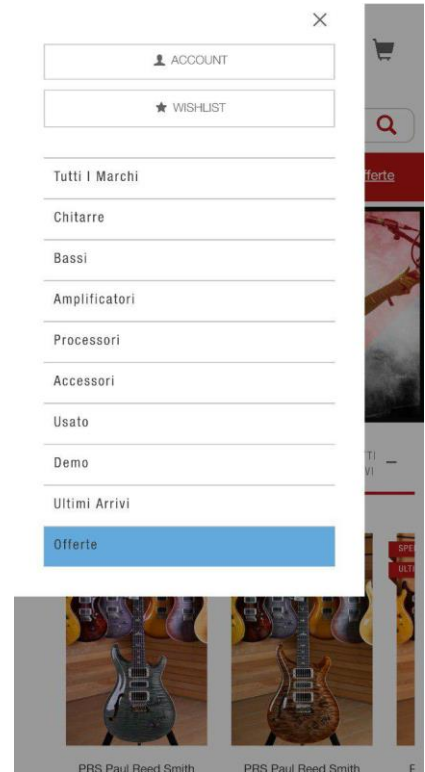 ACCOUNT
WISHLIST
Tutti I Marchi
Chitarre
Bassi
Amplificatori
Processori
Accessori
Usato
Demo
Ultimi Arrivi
Offerte
PRS Paul Reed Smith
PRS Paul Reed Smith